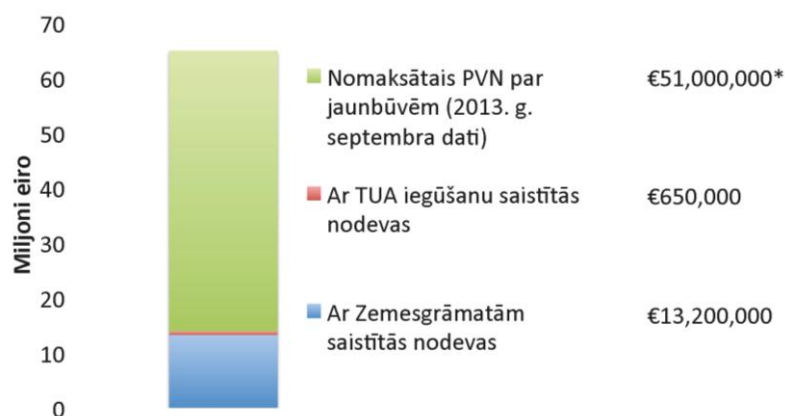 70
60
50
40
30
20
10
0
Miljoni eiro
Nomaksātais PVN par
jaunbūvēm (2013. g.
septembra dati)
€51,000,000*
Ar TUA iegūšanu saistītās
nodevas
€650,000
Ar Zemesgrāmatām
saistītās nodevas
€13,200,000